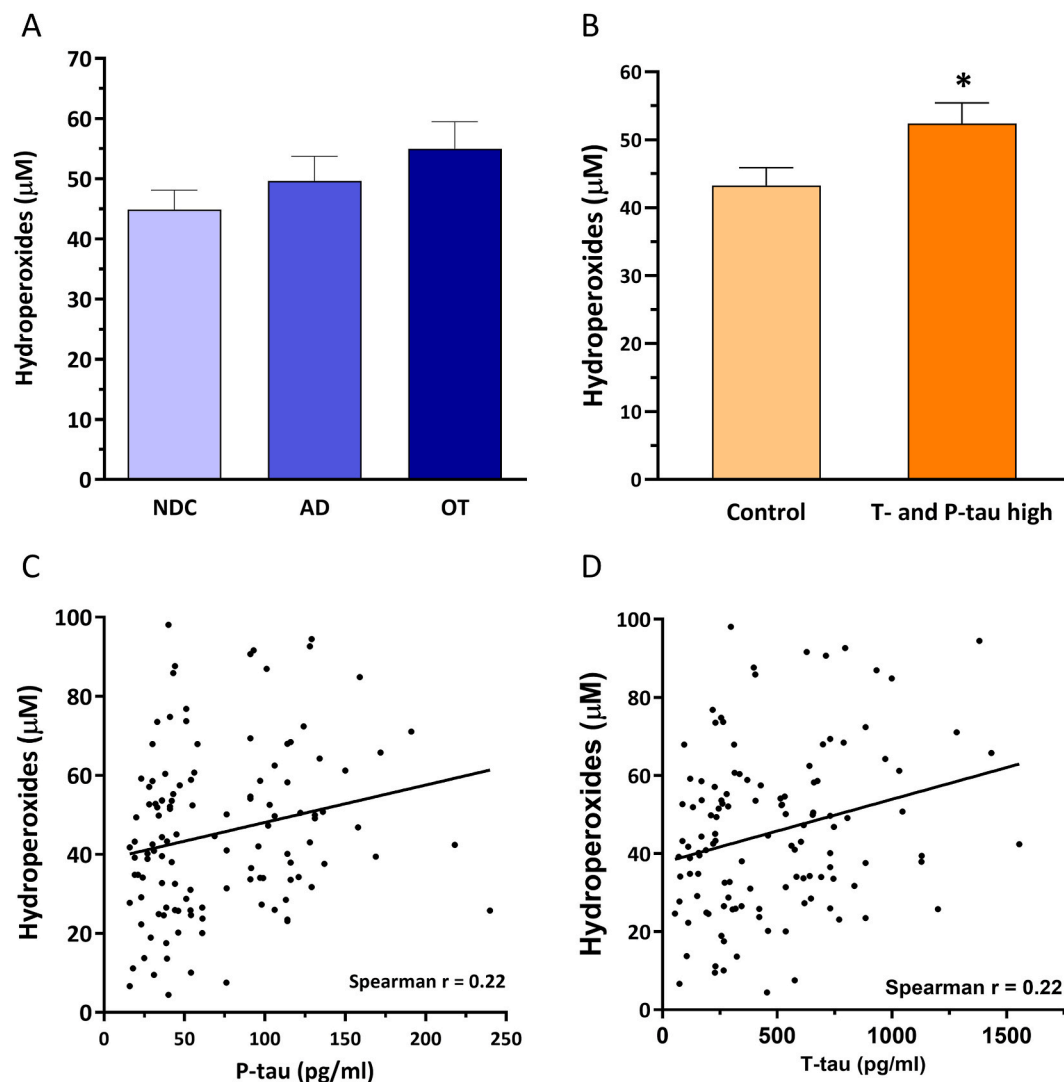 A
Hydroperoxides (μM)
70
60
50
40
30
20
10
0
NDC AD OT
B
Hydroperoxides (μM)
60
50
40
30
20
10
0
*
Control T- and P-tau high
C
Hydroperoxides (μM)
100
80
60
40
20
0
Spearman r = 0.22
0 50 100 150 200 250
P-tau (pg/ml)
D
Hydroperoxides (μM)
100
80
60
40
20
0
Spearman r = 0.22
0 500 1000 1500
T-tau (pg/ml)